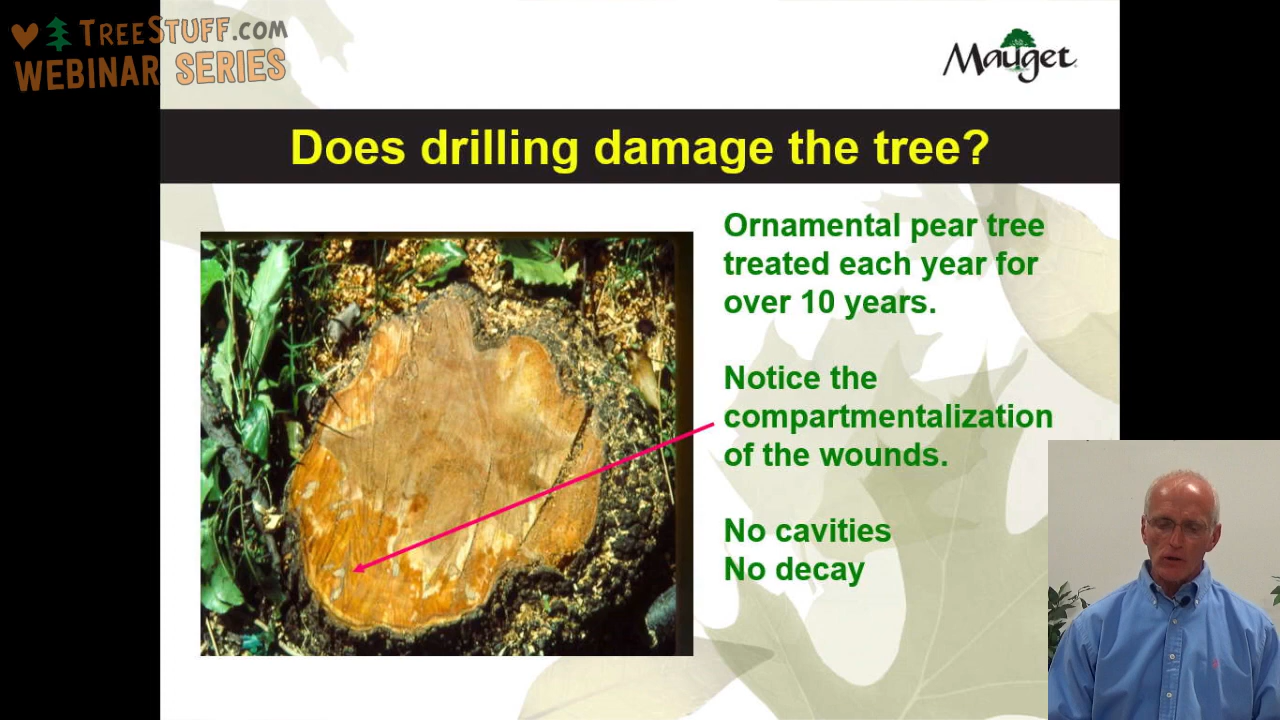 TREESTUFF.COM
WEBINAR SERIES
Mauget
Does drilling damage the tree?
Ornamental pear tree
treated each year for
over 10 years.
Notice the
compartmentalization
of the wounds.
No cavities
No decay